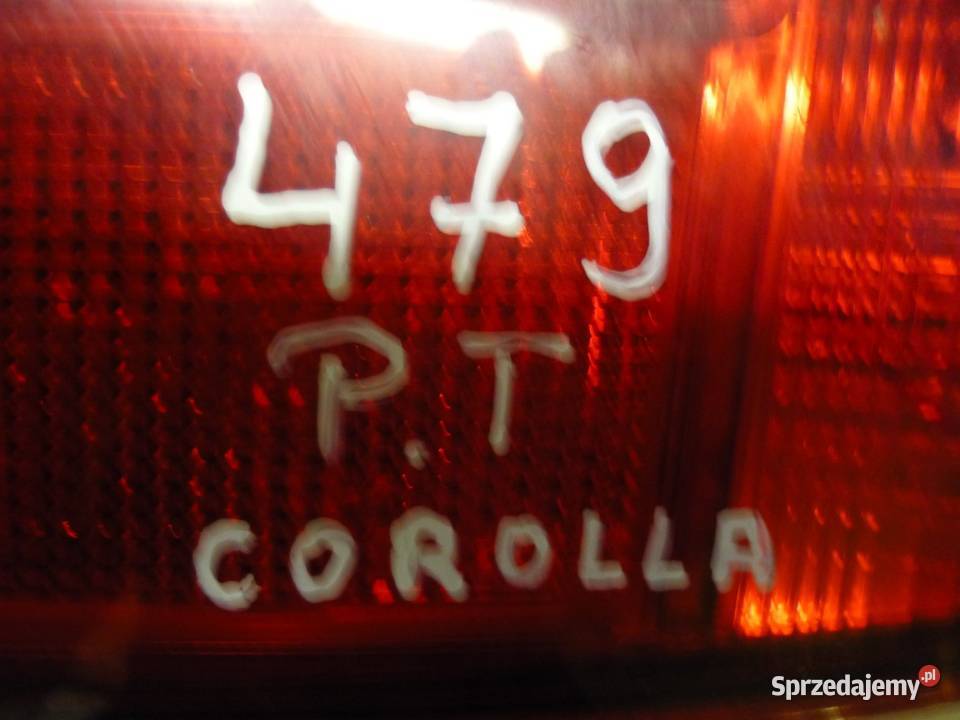 479
P.T
COROLLA
Sprzedajemy.pl